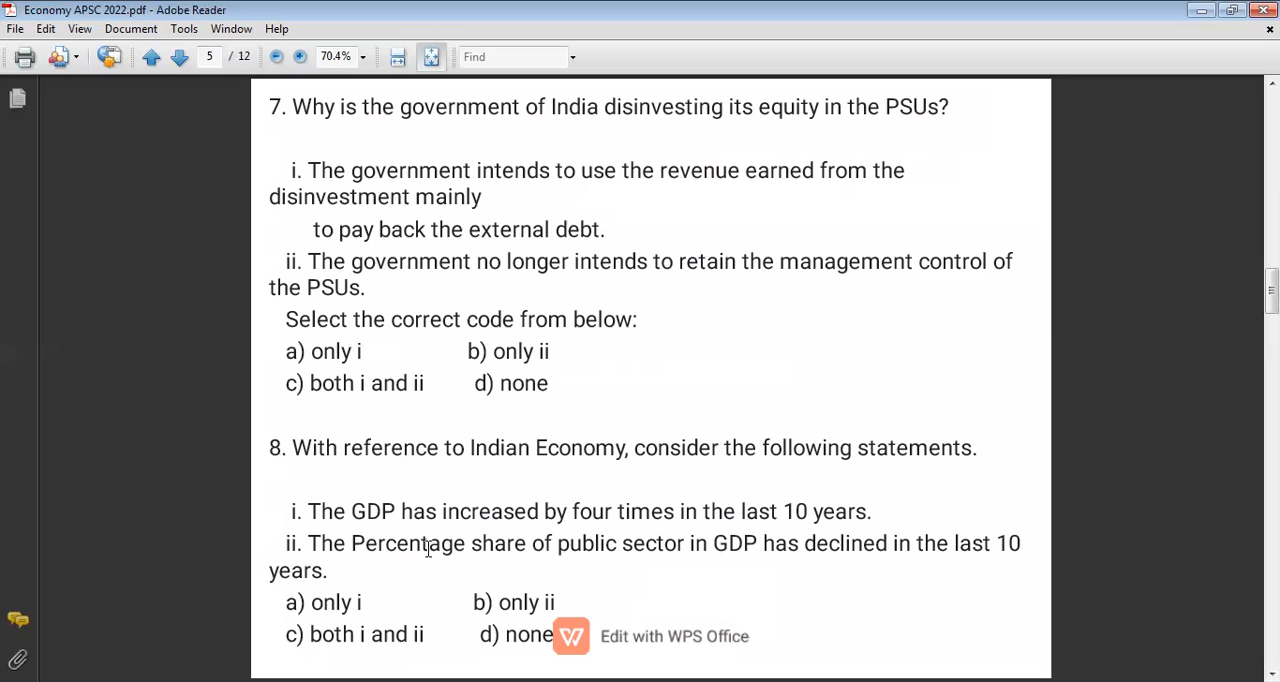 Economy APSC 2022.pdf - Adobe Reader
File Edit View Document Tools Window Help
5 / 12 70.4% Find
7. Why is the government of India disinvesting its equity in the PSUs?
i. The government intends to use the revenue earned from the
disinvestment mainly
to pay back the external debt.
ii. The government no longer intends to retain the management control of
the PSUs.
Select the correct code from below:
a) only i b) only ii
c) both i and ii d) none
8. With reference to Indian Economy, consider the following statements.
i. The GDP has increased by four times in the last 10 years.
ii. The Percentage share of public sector in GDP has declined in the last 10
years.
a) only i b) only ii
c) both i and ii d) none
Edit with WPS Office